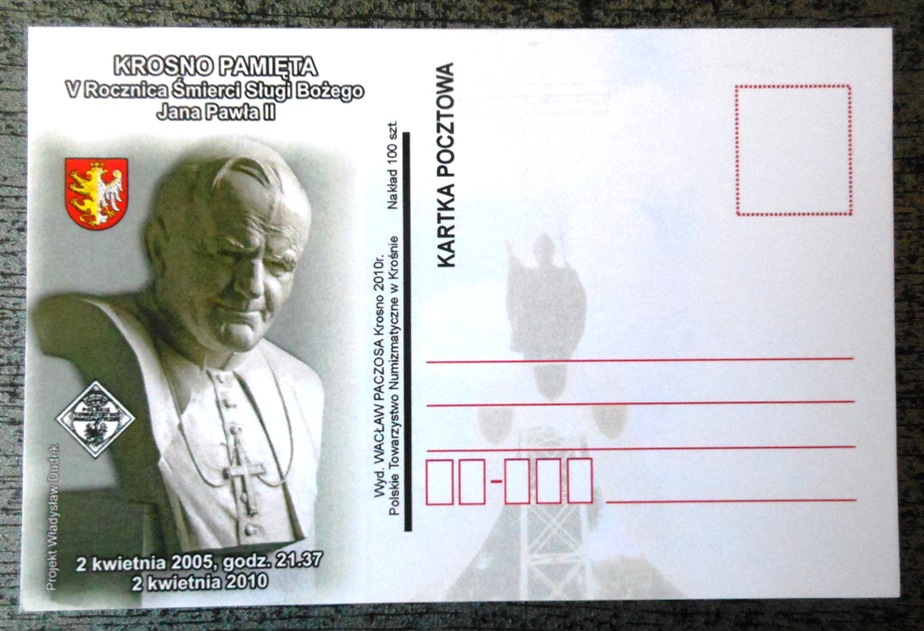 KROSNO PAMIĘTA
V Rocznica Śmierci Sługi Bożego
Jana Pawła II
2 kwietnia 2005, godz. 21.37
2 kwietnia 2010
Projekt Władysław Dudek
Wyd. WACŁAW PACZOSA Krosno 2010r.
Polskie Towarzystwo Numizmatyczne w Krośnie Nakład 100 szt.
KARTKA POCZTOWA